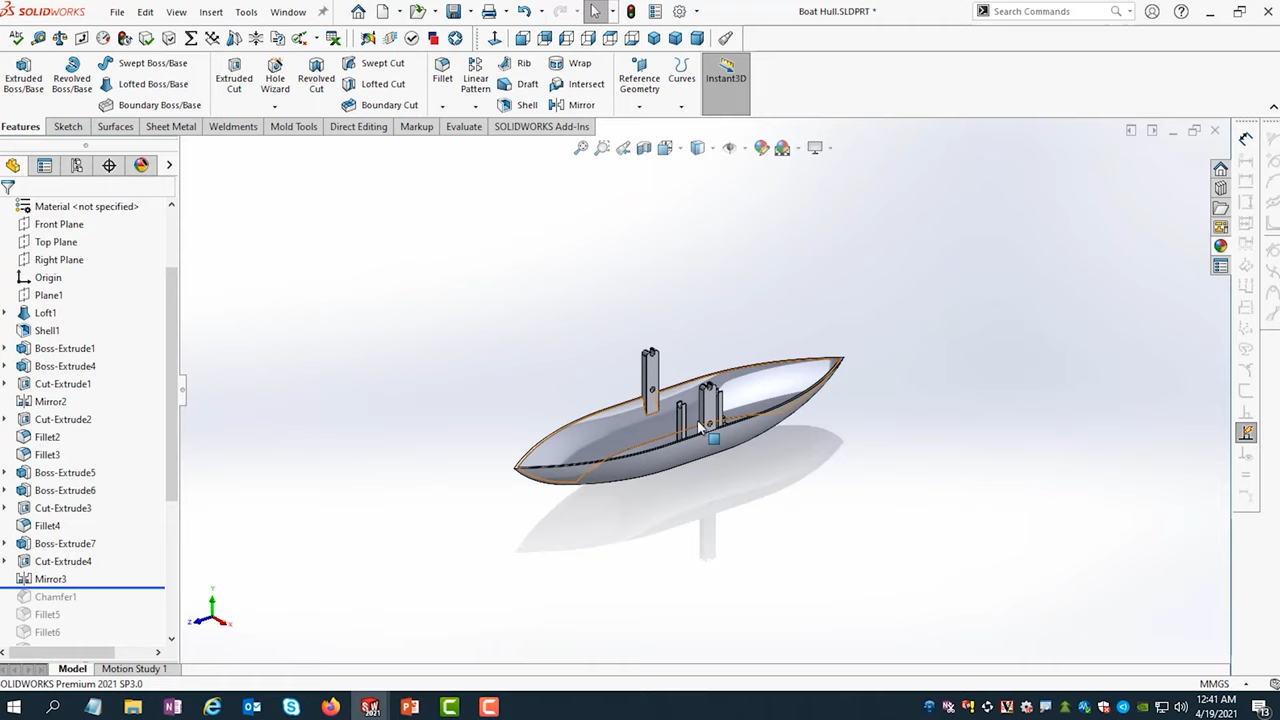 SOLIDWORKS File Edit View Insert Tools Window Boat Hull.SLDPRT * Search Commands
Extruded Boss/Base Revolved Boss/Base Swept Boss/Base Lofted Boss/Base Boundary Boss/Base Extruded Cut Hole Wizard Revolved Cut Swept Cut Lofted Cut Boundary Cut Fillet Linear Pattern Rib Draft Shell Wrap Intersect Mirror Reference Geometry Curves Instant3D
Features Sketch Surfaces Sheet Metal Weldments Mold Tools Direct Editing Markup Evaluate SOLIDWORKS Add-Ins
Material <not specified>
Front Plane
Top Plane
Right Plane
Origin
Plane1
Loft1
Shell1
Boss-Extrude1
Boss-Extrude4
Cut-Extrude1
Mirror2
Cut-Extrude2
Fillet2
Fillet3
Boss-Extrude5
Boss-Extrude6
Cut-Extrude3
Fillet4
Boss-Extrude7
Cut-Extrude4
Mirror3
Chamfer1
Fillet5
Fillet6
Y
Z X
Model Motion Study 1
SOLIDWORKS Premium 2021 SP3.0 MMGS
12:41 AM
4/19/2021